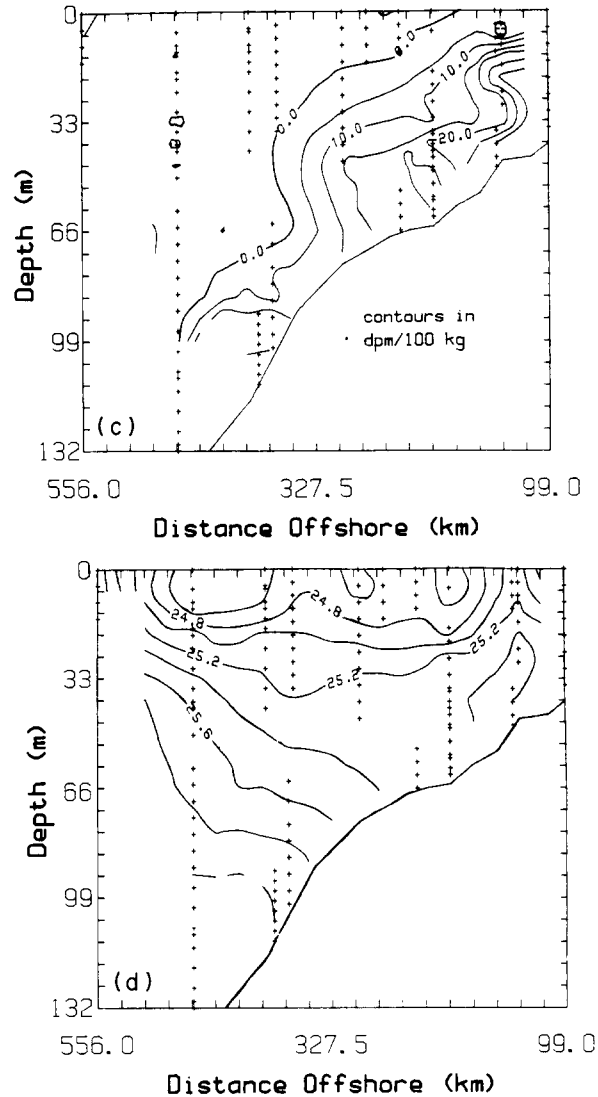 0
33
66
99
132
Depth (m)
0.0
10.0
0.0
10.0
20.0
0.0
contours in
dpm/100 kg
(c)
556.0 327.5 99.0
Distance Offshore (km)
0
33
66
99
132
Depth (m)
24.8
24.8
25.2
25.2
25.2
25.6
(d)
556.0 327.5 99.0
Distance Offshore (km)